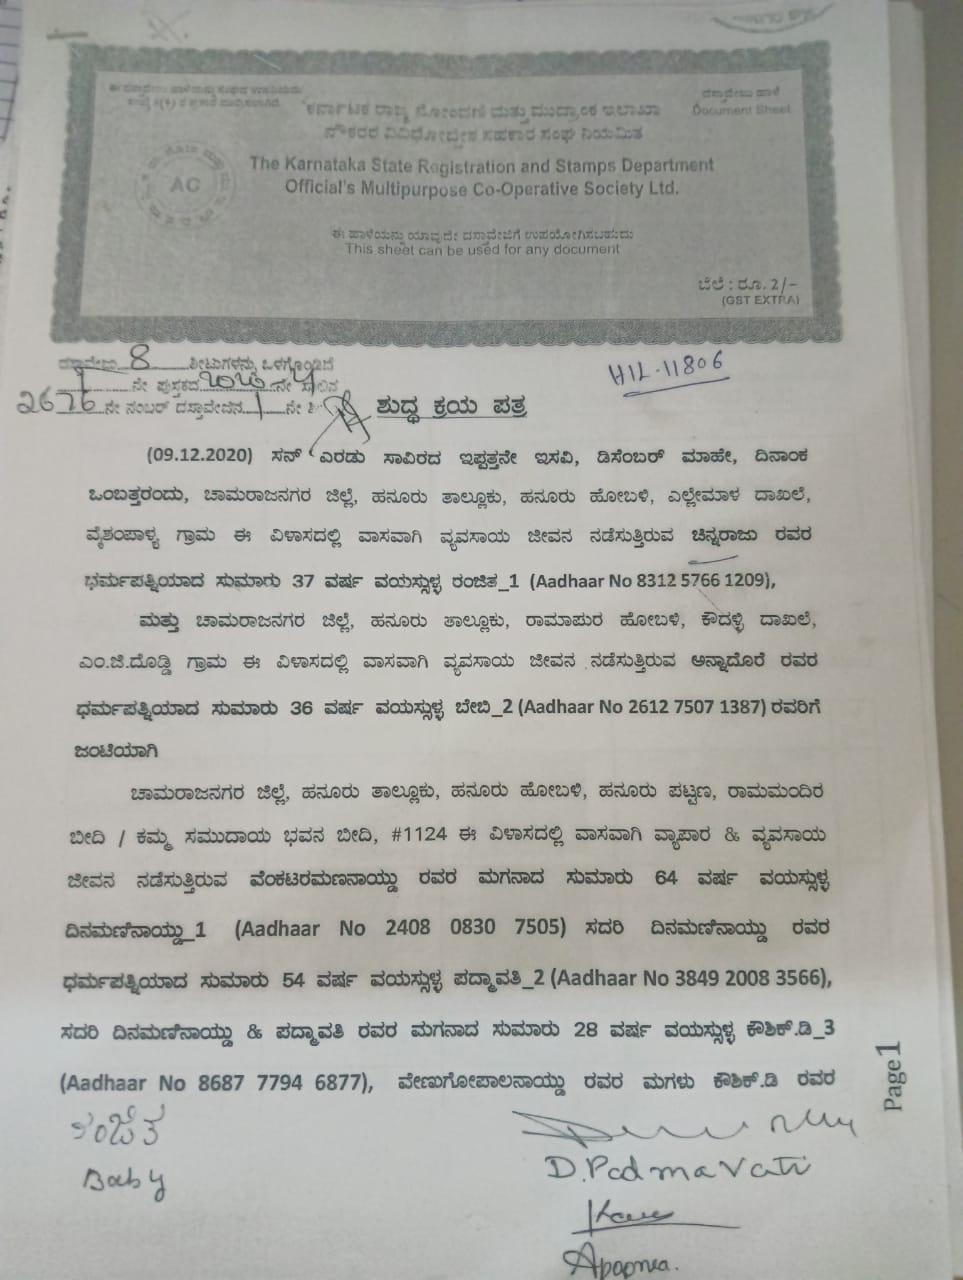 ದಸ್ತಾವೇಜು ಹಾಳೆ
Document Sheet
ಕರ್ನಾಟಕ ರಾಜ್ಯ ನೋಂದಣಿ ಮತ್ತು ಮುದ್ರಾಂಕ ಇಲಾಖಾ
ನೌಕರರ ವಿವಿಧೋದ್ದೇಶ ಸಹಕಾರ ಸಂಘ ನಿಯಮಿತ
The Karnataka State Registration and Stamps Department
Official's Multipurpose Co-Operative Society Ltd.
ಈ ಹಾಳೆಯನ್ನು ಯಾವುದೇ ದಸ್ತಾವೇಜಿಗೆ ಉಪಯೋಗಿಸಬಹುದು
This sheet can be used for any document
ಬೆಲೆ : ರೂ. 2/-
(GST EXTRA)
ದಸ್ತಾವೇಜು 8 ಶೀಟುಗಳನ್ನು ಒಳಗೊಂಡಿದೆ
1 ನೇ ಪುಸ್ತಕದ ನೇ ಸಾಲಿನ
2676 ನೇ ನಂಬರ್ ದಸ್ತಾವೇಜಿನ 1 ನೇ
HIL-11806
ಶುದ್ಧ ಕ್ರಯ ಪತ್ರ
(09.12.2020) ಸನ್ ಎರಡು ಸಾವಿರದ ಇಪ್ಪತ್ತನೇ ಇಸವಿ, ಡಿಸೆಂಬರ್ ಮಾಹೇ, ದಿನಾಂಕ
ಒಂಬತ್ತರಂದು, ಚಾಮರಾಜನಗರ ಜಿಲ್ಲೆ, ಹನೂರು ತಾಲ್ಲೂಕು, ಹನೂರು ಹೋಬಳಿ, ಎಲ್ಲೇಮಾಳ ದಾಖಲೆ,
ವೈಶಂಪಾಳ್ಯ ಗ್ರಾಮ ಈ ವಿಳಾಸದಲ್ಲಿ ವಾಸವಾಗಿ ವ್ಯವಸಾಯ ಜೀವನ ನಡೆಸುತ್ತಿರುವ ಚಿನ್ನರಾಜು ರವರ
ಧರ್ಮಪತ್ನಿಯಾದ ಸುಮಾರು 37 ವರ್ಷ ವಯಸ್ಸುಳ್ಳ ರಂಜಿತ_1 (Aadhaar No 8312 5766 1209),
ಮತ್ತು ಚಾಮರಾಜನಗರ ಜಿಲ್ಲೆ, ಹನೂರು ತಾಲ್ಲೂಕು, ರಾಮಾಪುರ ಹೋಬಳಿ, ಕೌದಳ್ಳಿ ದಾಖಲೆ,
ಎಂ.ಜಿ.ದೊಡ್ಡಿ ಗ್ರಾಮ ಈ ವಿಳಾಸದಲ್ಲಿ ವಾಸವಾಗಿ ವ್ಯವಸಾಯ ಜೀವನ ನಡೆಸುತ್ತಿರುವ ಅಣ್ಣಾದೊರೆ ರವರ
ಧರ್ಮಪತ್ನಿಯಾದ ಸುಮಾರು 36 ವರ್ಷ ವಯಸ್ಸುಳ್ಳ ಬೇಬಿ_2 (Aadhaar No 2612 7507 1387) ರವರಿಗೆ
ಜಂಟಿಯಾಗಿ
ಚಾಮರಾಜನಗರ ಜಿಲ್ಲೆ, ಹನೂರು ತಾಲ್ಲೂಕು, ಹನೂರು ಹೋಬಳಿ, ಹನೂರು ಪಟ್ಟಣ, ರಾಮಮಂದಿರ
ಬೀದಿ / ಕಮ್ಮ ಸಮುದಾಯ ಭವನ ಬೀದಿ, #1124 ಈ ವಿಳಾಸದಲ್ಲಿ ವಾಸವಾಗಿ ವ್ಯಾಪಾರ & ವ್ಯವಸಾಯ
ಜೀವನ ನಡೆಸುತ್ತಿರುವ ವೆಂಕಟರಮಣನಾಯ್ಡು ರವರ ಮಗನಾದ ಸುಮಾರು 64 ವರ್ಷ ವಯಸ್ಸುಳ್ಳ
ದಿನಮಣಿನಾಯ್ಡು_1 (Aadhaar No 2408 0830 7505) ಸದರಿ ದಿನಮಣಿನಾಯ್ಡು ರವರ
ಧರ್ಮಪತ್ನಿಯಾದ ಸುಮಾರು 54 ವರ್ಷ ವಯಸ್ಸುಳ್ಳ ಪದ್ಮಾವತಿ_2 (Aadhaar No 3849 2008 3566),
ಸದರಿ ದಿನಮಣಿನಾಯ್ಡು & ಪದ್ಮಾವತಿ ರವರ ಮಗನಾದ ಸುಮಾರು 28 ವರ್ಷ ವಯಸ್ಸುಳ್ಳ ಕೌಶಿಕ್.ಡಿ_3
(Aadhaar No 8687 7794 6877), ವೇಣುಗೋಪಾಲನಾಯ್ಡು ರವರ ಮಗಳು ಕೌಶಿಕ್.ಡಿ ರವರ
Page1
ರಂಜಿತ
Baby
D.Padmavati